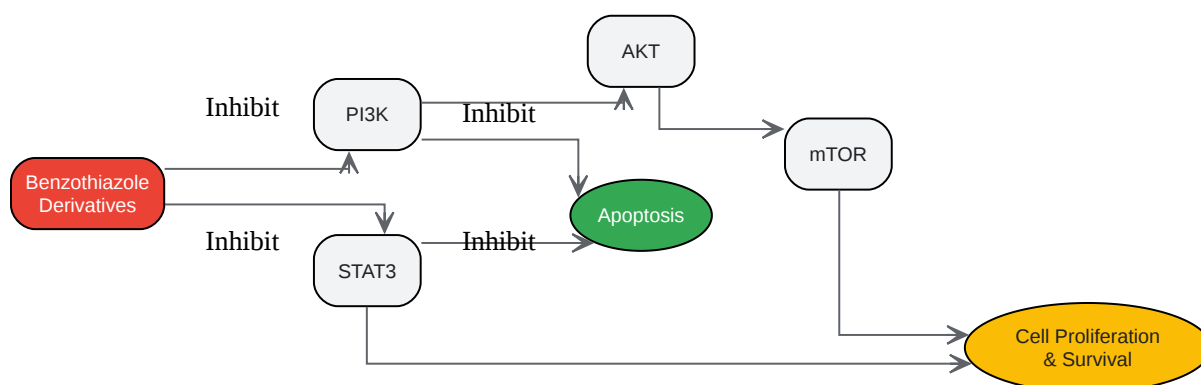 AKT
Inhibit
PI3K
Inhibit
mTOR
Benzothiazole
Derivatives
Apoptosis
Inhibit
STAT3
Inhibit
Cell Proliferation
& Survival